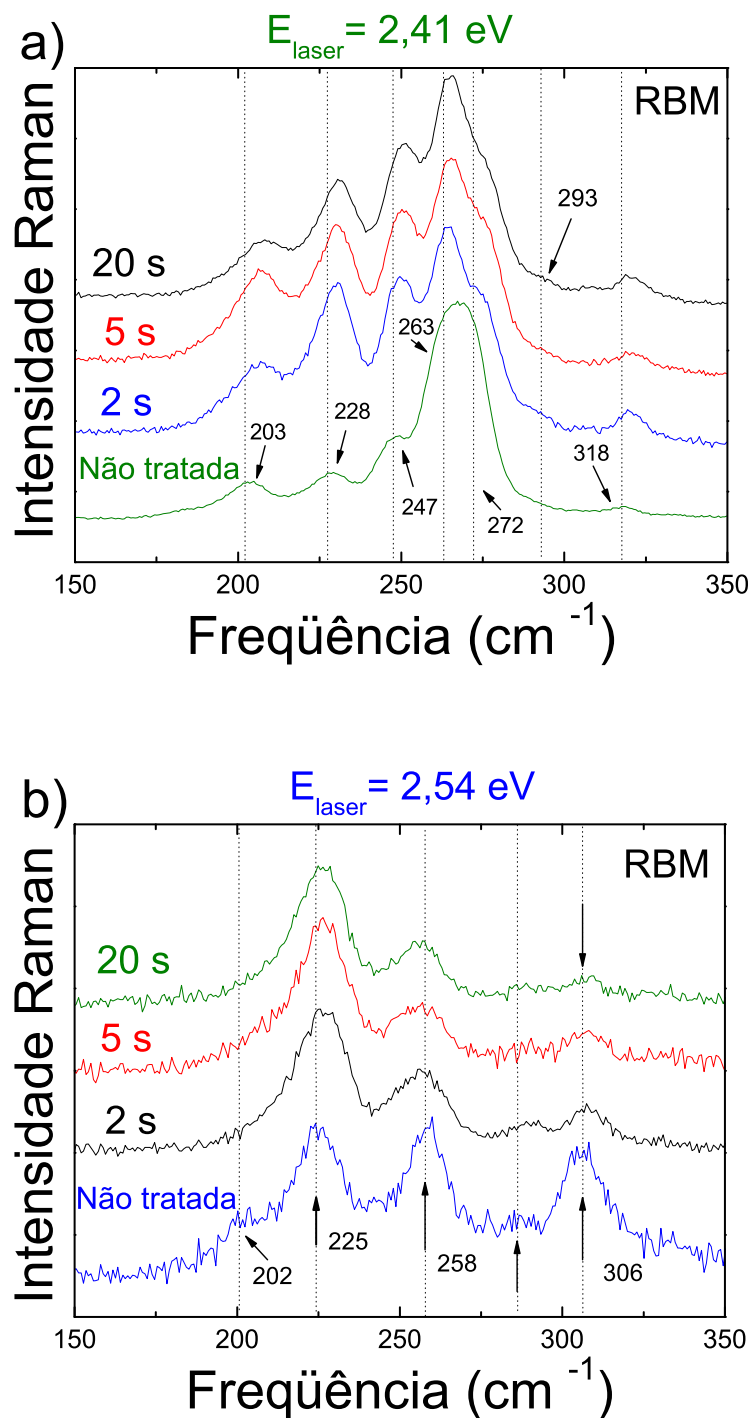 a)
E_laser = 2,41 eV
RBM
Intensidade Raman
20 s
293
5 s
263
2 s
228
203
318
Não tratada
247
272
150 200 250 300 350
Freqüência (cm ⁻¹)
b)
E_laser = 2,54 eV
RBM
Intensidade Raman
20 s
5 s
2 s
Não tratada
225
258
306
202
150 200 250 300 350
Freqüência (cm ⁻¹)